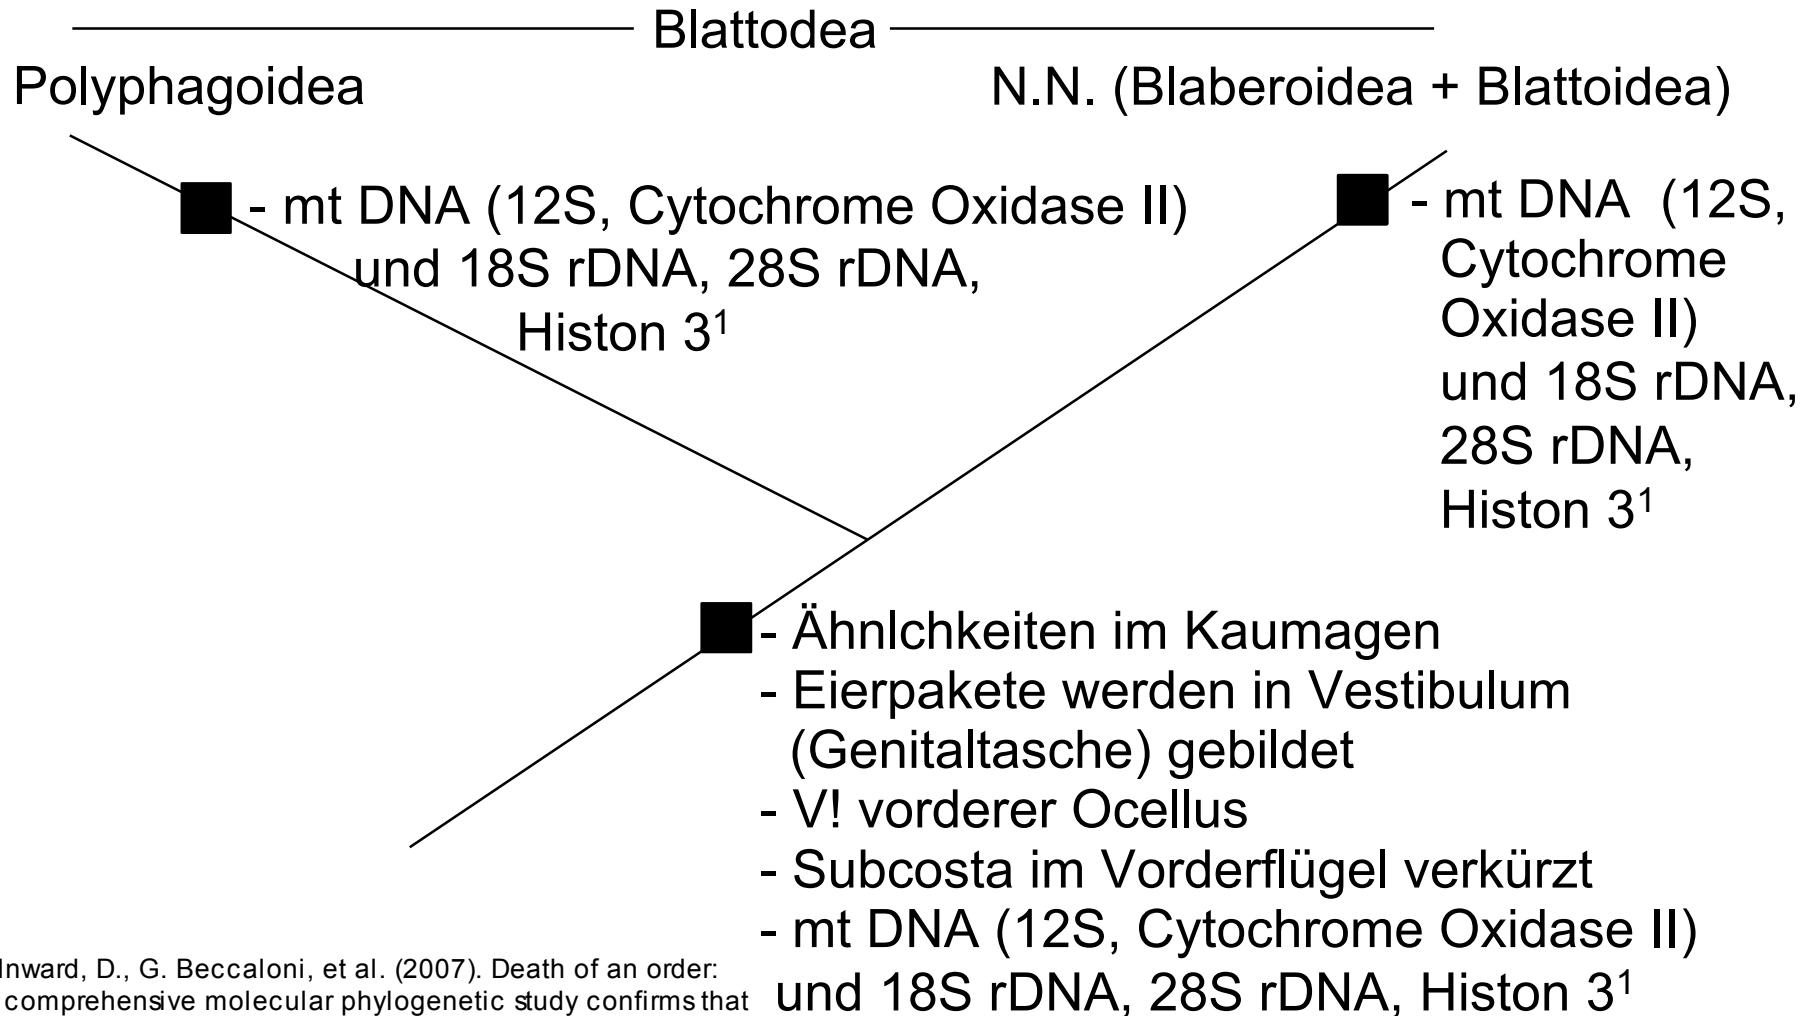 Blattodea
Polyphagoidea
N.N. (Blaberoidea + Blattoidea)
- mt DNA (12S, Cytochrome Oxidase II)
und 18S rDNA, 28S rDNA,
Histon 3¹
- mt DNA (12S,
Cytochrome
Oxidase II)
und 18S rDNA,
28S rDNA,
Histon 3¹
- Ähnlchkeiten im Kaumagen
- Eierpakete werden in Vestibulum
(Genitaltasche) gebildet
- V! vorderer Ocellus
- Subcosta im Vorderflügel verkürzt
- mt DNA (12S, Cytochrome Oxidase II)
und 18S rDNA, 28S rDNA, Histon 3¹
Inward, D., G. Beccaloni, et al. (2007). Death of an order:
comprehensive molecular phylogenetic study confirms that